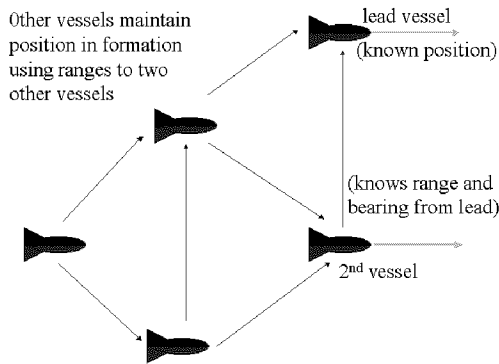 Other vessels maintain
position in formation
using ranges to two
other vessels
lead vessel
(known position)
(knows range and
bearing from lead)
2nd vessel